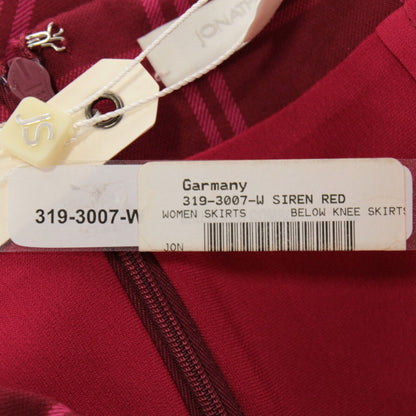 JONATH
JS
319-3007-W
Garmany
319-3007-W SIREN RED
WOMEN SKIRTS BELOW KNEE SKIRTS
JON